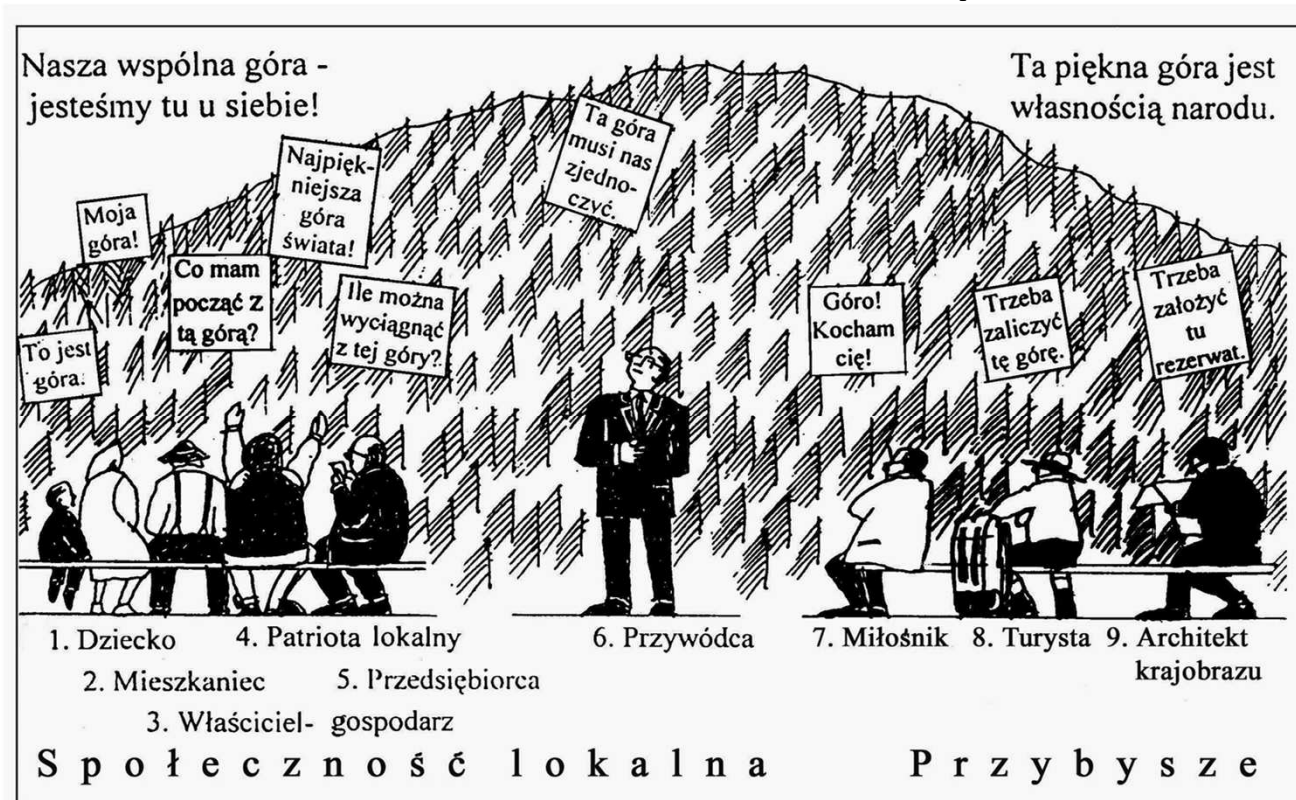 Nasza wspólna góra -
jesteśmy tu u siebie!
Ta piękna góra jest
własnością narodu.
Ta góra
musi nas
zjedno-
czyć.
Najpięk-
niejsza
góra
świata!
Moja
góra!
Co mam
począć z
tą górą?
Ile można
wyciągnąć
z tej góry?
To jest
góra.
Góro!
Kocham
cię!
Trzeba
zaliczyć
tę górę.
Trzeba
założyć
tu
rezerwat.
1. Dziecko
4. Patriota lokalny
6. Przywódca
7. Miłośnik
8. Turysta
9. Architekt
krajobrazu
2. Mieszkaniec
5. Przedsiębiorca
3. Właściciel- gospodarz
Społeczność lokalna
Przybysze